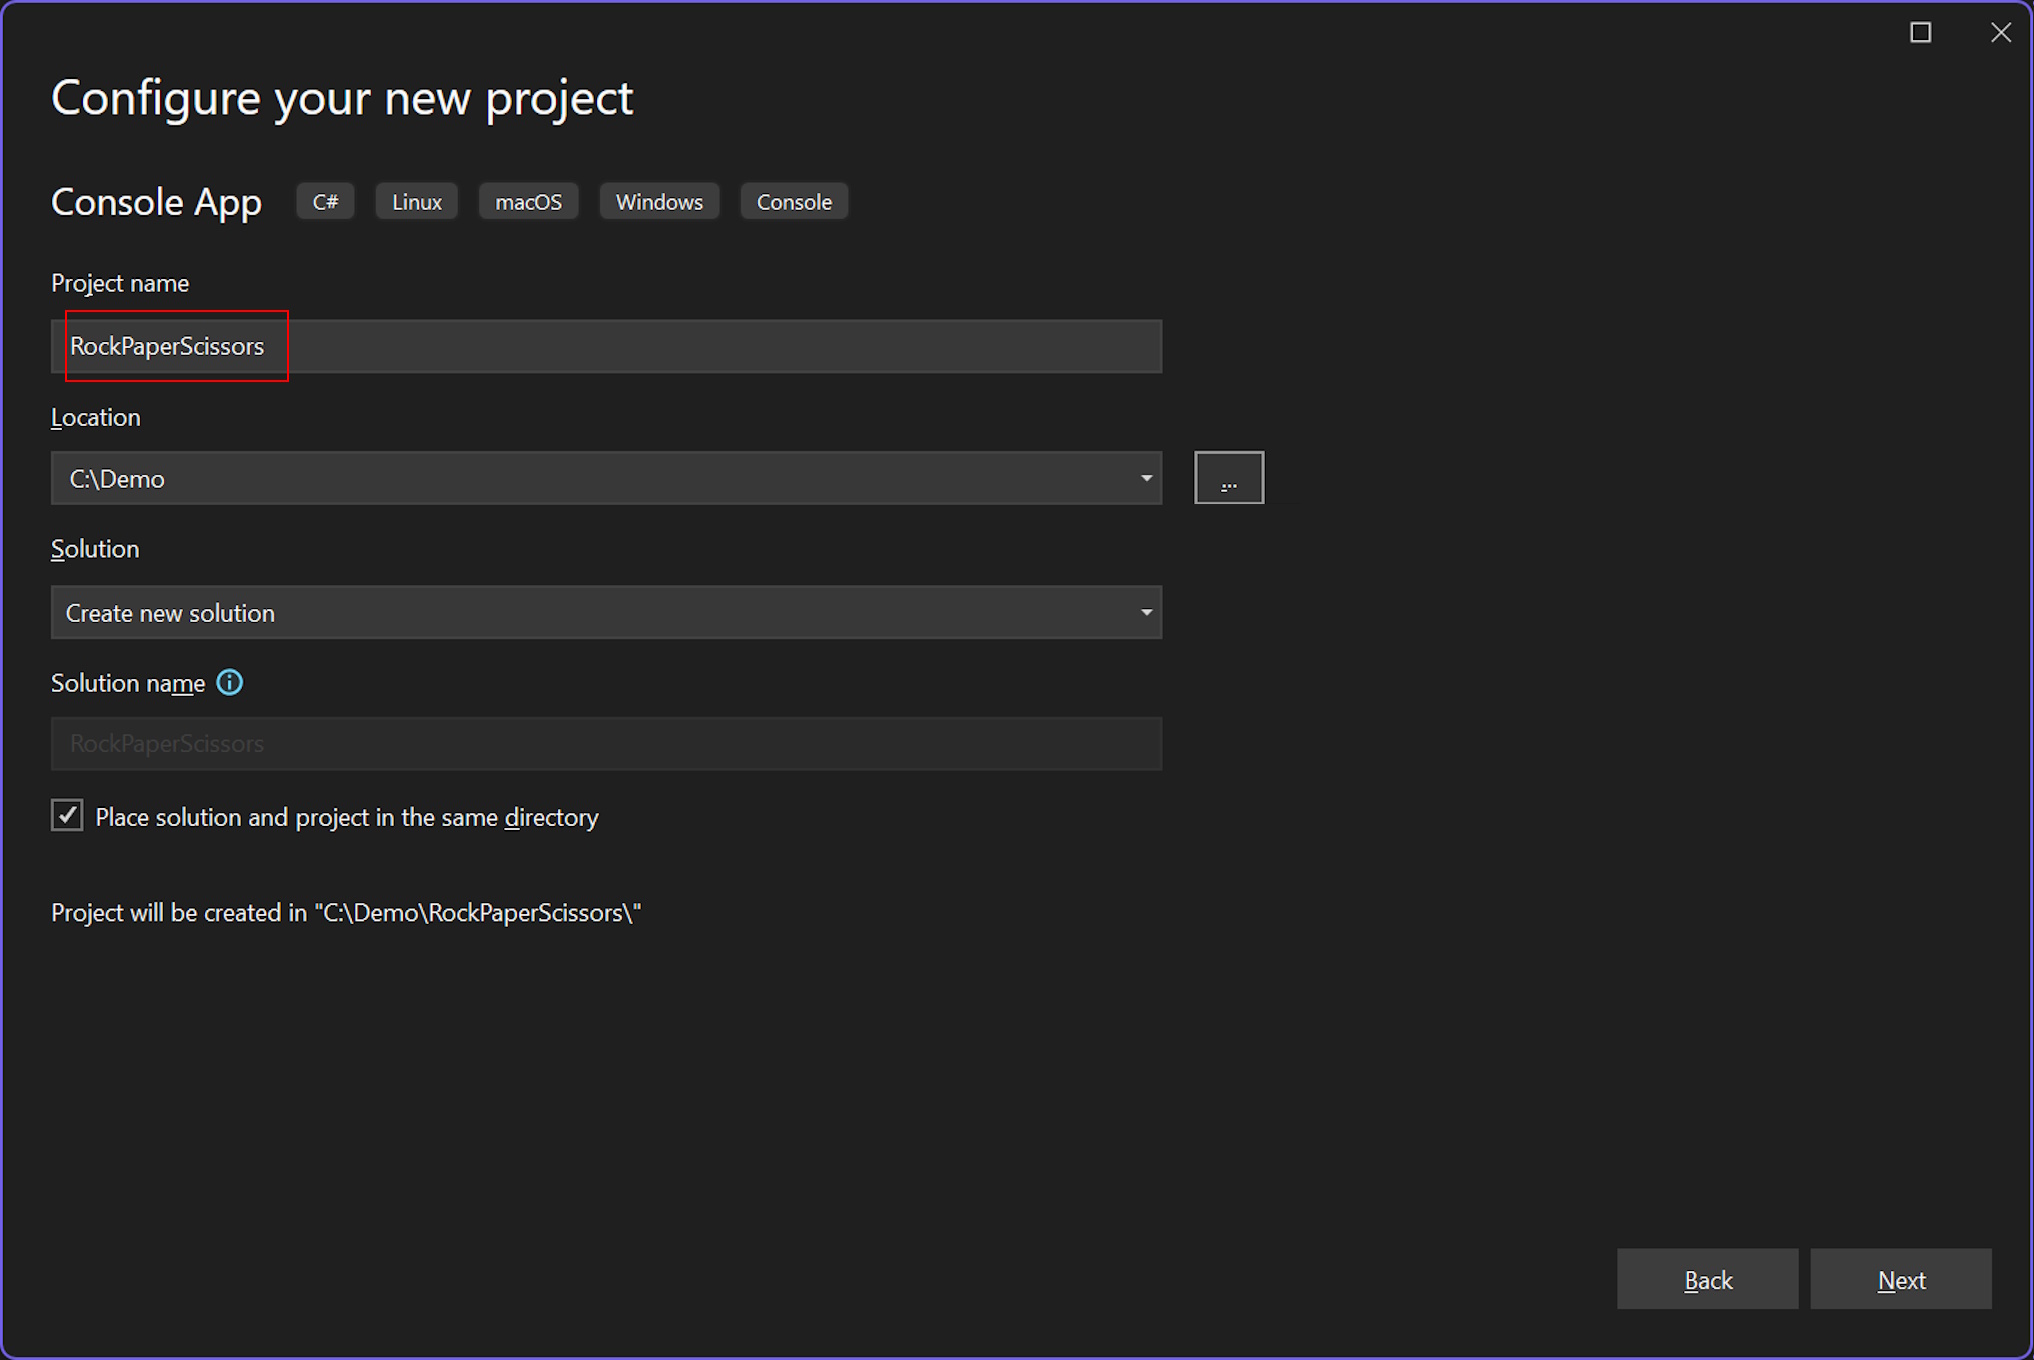 Configure your new project
Console App C# Linux macOS Windows Console
Project name
RockPaperScissors
Location
C:\Demo
...
Solution
Create new solution
Solution name
RockPaperScissors
Place solution and project in the same directory
Project will be created in "C:\Demo\RockPaperScissors\"
Back Next